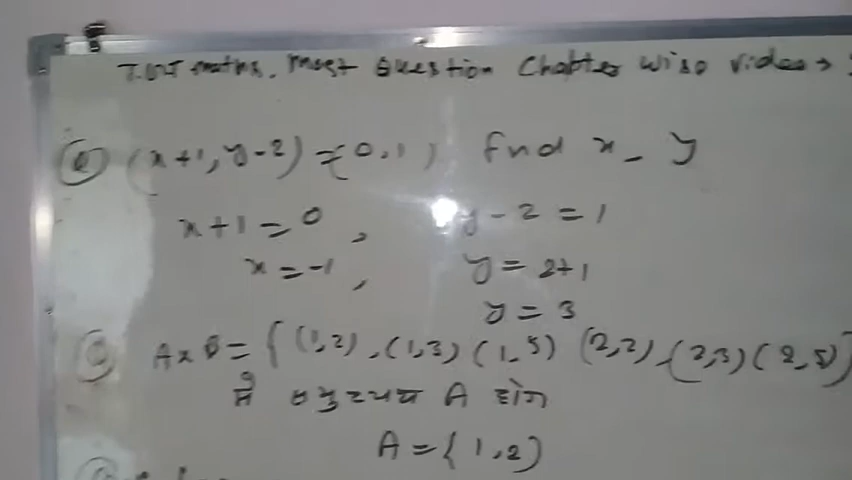 maths. Most Question Chapter wise video →
(x+1, y-2) = (0,1) find x - y
x+1=0, y-2=1
x=-1, y=2+1
y=3
A×B={(1,2),(1,3)(1,5)(2,2),(2,3)(2,5)}
A होगा
A={1,2}